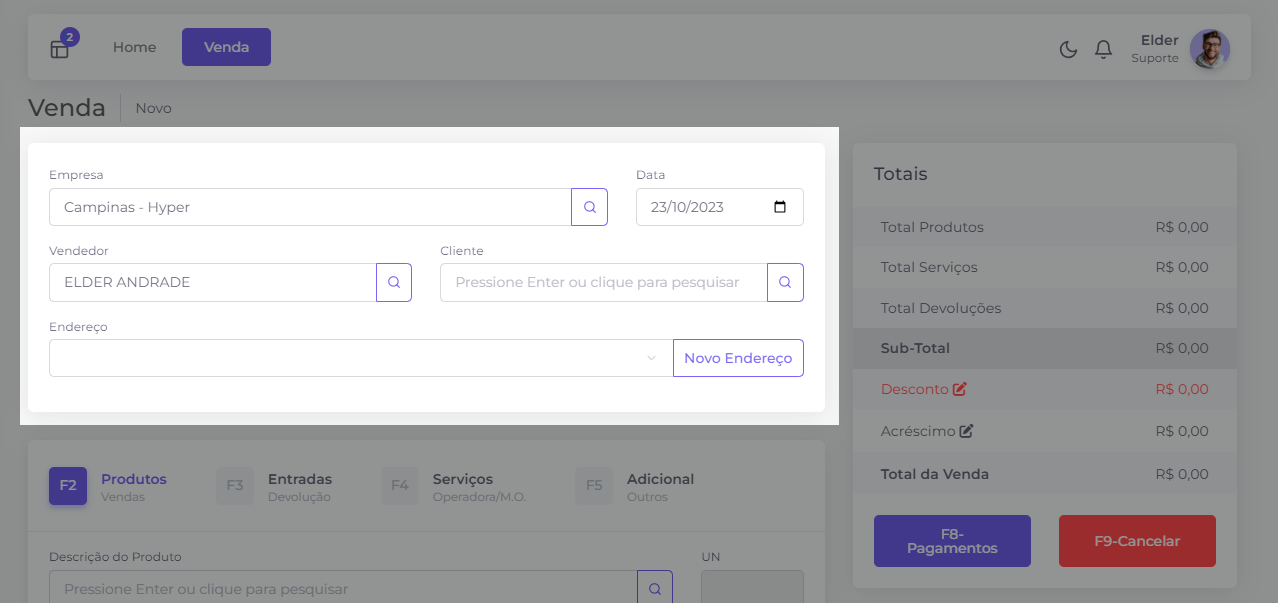 2
Home
Venda
Elder
Suporte
Venda
Novo
Empresa
Campinas - Hyper
Data
23/10/2023
Vendedor
ELDER ANDRADE
Cliente
Pressione Enter ou clique para pesquisar
Endereço
Novo Endereço
F2
Produtos
Vendas
F3
Entradas
Devolução
F4
Serviços
Operadora/M.O.
F5
Adicional
Outros
Descrição do Produto
Pressione Enter ou clique para pesquisar
UN
Totais
Total Produtos R$ 0,00
Total Serviços R$ 0,00
Total Devoluções R$ 0,00
Sub-Total R$ 0,00
Desconto R$ 0,00
Acréscimo R$ 0,00
Total da Venda R$ 0,00
F8-
Pagamentos
F9-Cancelar